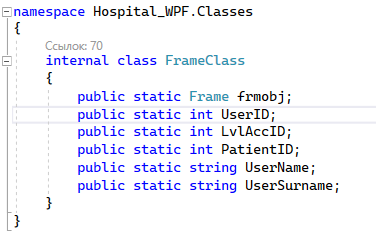 namespace Hospital_WPF.Classes
{
Ссылок: 70
internal class FrameClass
{
public static Frame frmobj;
public static int UserID;
public static int LvlAccID;
public static int PatientID;
public static string UserName;
public static string UserSurname;
}
}